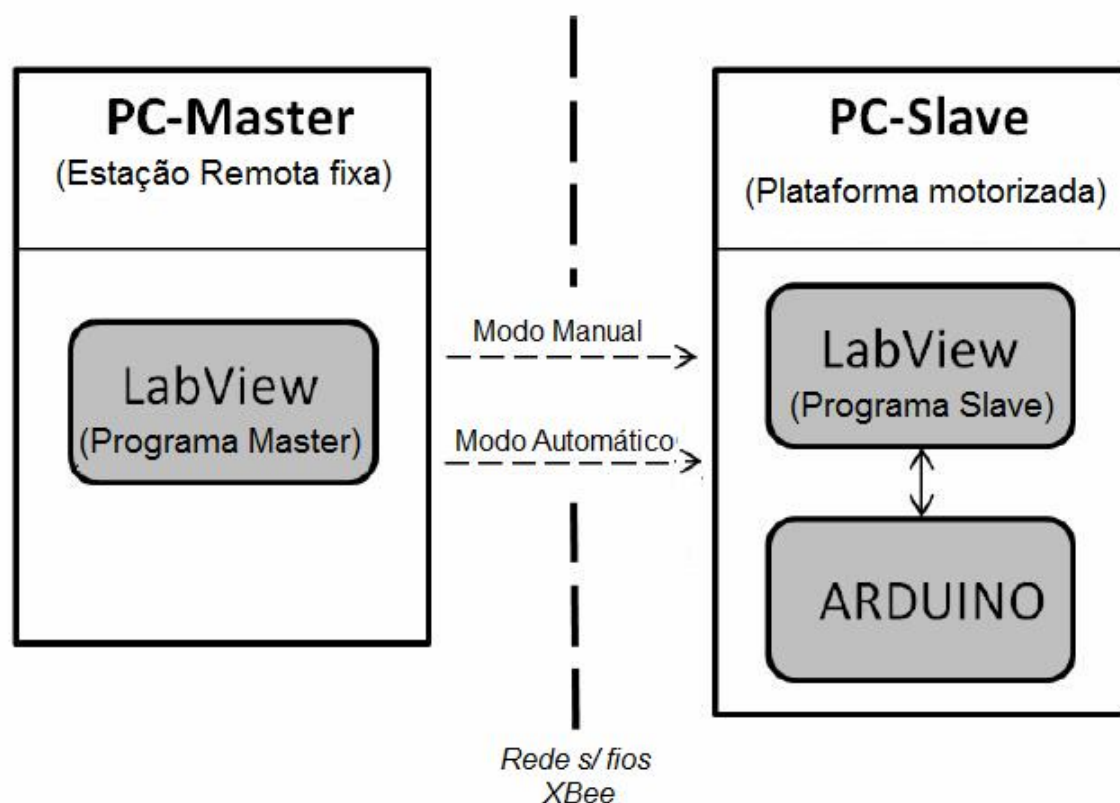 PC-Master
(Estação Remota fixa)
LabView
(Programa Master)
Modo Manual
Modo Automático
Rede s/ fios
XBee
PC-Slave
(Plataforma motorizada)
LabView
(Programa Slave)
ARDUINO